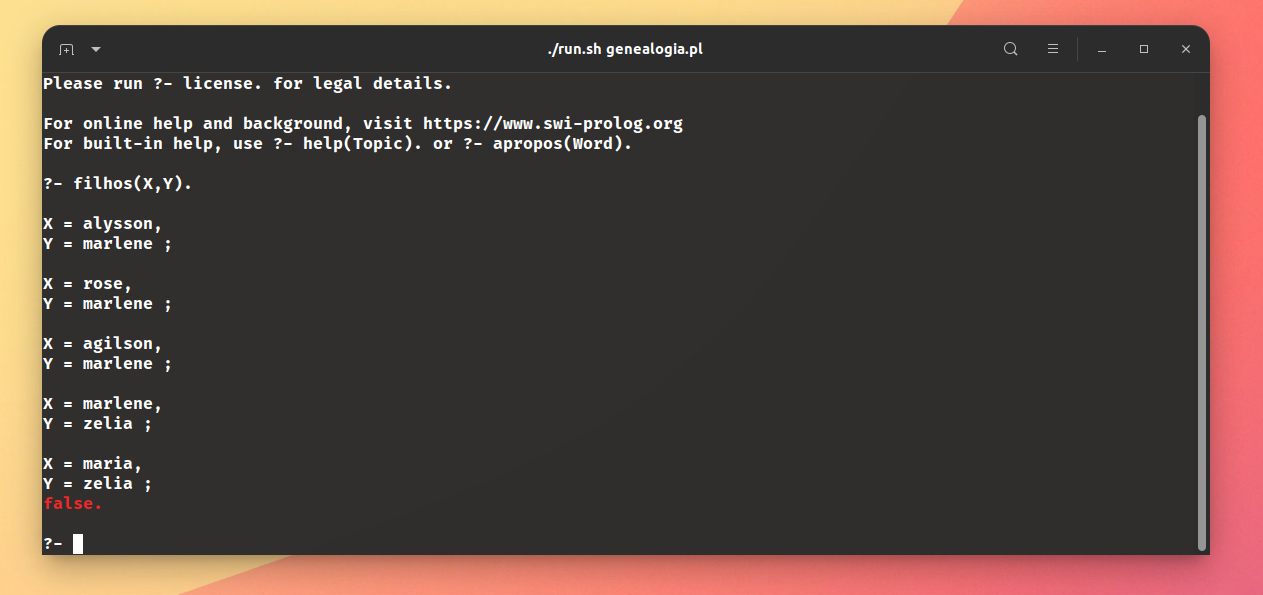 ./run.sh genealogia.pl
Please run ?- license. for legal details.
For online help and background, visit https://www.swi-prolog.org
For built-in help, use ?- help(Topic). or ?- apropos(Word).
?- filhos(X,Y).
X = alysson,
Y = marlene ;
X = rose,
Y = marlene ;
X = agilson,
Y = marlene ;
X = marlene,
Y = zelia ;
X = maria,
Y = zelia ;
false.
?-